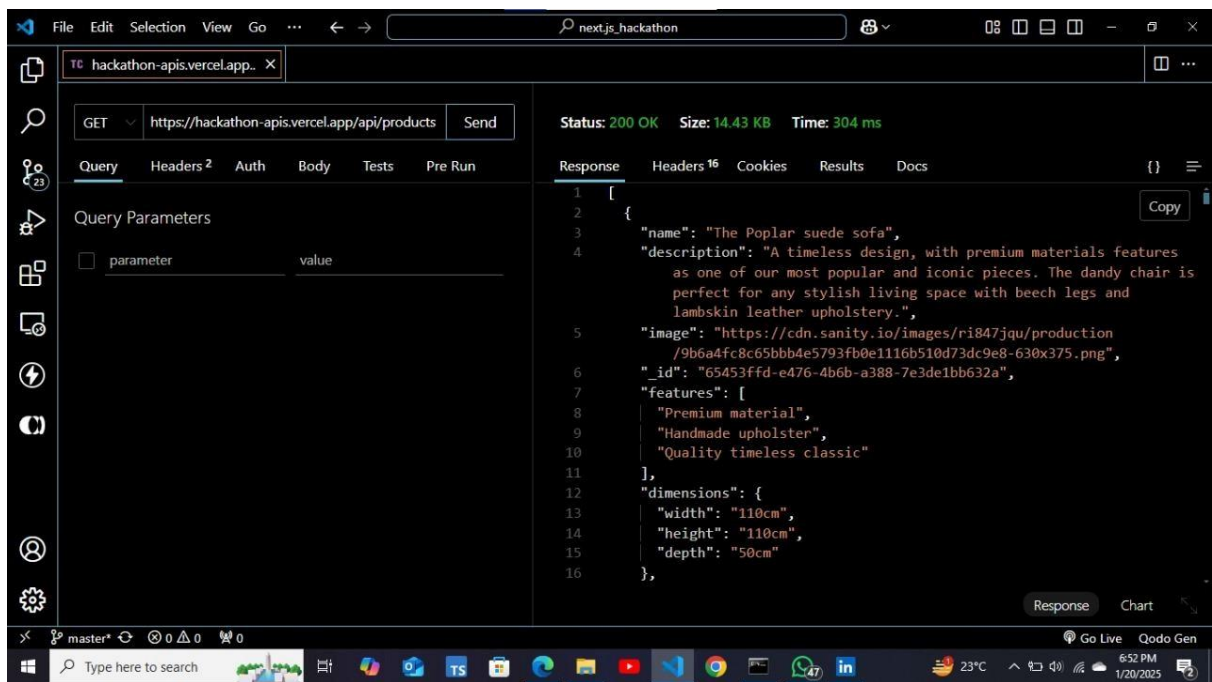 File Edit Selection View Go ... next.js_hackathon
TC hackathon-apis.vercel.app..
GET https://hackathon-apis.vercel.app/api/products Send
Query Headers 2 Auth Body Tests Pre Run
Query Parameters
parameter value
23
Status: 200 OK Size: 14.43 KB Time: 304 ms
Response Headers 16 Cookies Results Docs {}
Copy
1 [
2 {
3 "name": "The Poplar suede sofa",
4 "description": "A timeless design, with premium materials features
as one of our most popular and iconic pieces. The dandy chair is
perfect for any stylish living space with beech legs and
lambskin leather upholstery.",
5 "image": "https://cdn.sanity.io/images/ri847jqu/production
/9b6a4fc8c65bbb4e5793fb0e1116b510d73dc9e8-630x375.png",
6 "_id": "65453ffd-e476-4b6b-a388-7e3de1bb632a",
7 "features": [
8 "Premium material",
9 "Handmade upholster",
10 "Quality timeless classic"
11 ],
12 "dimensions": {
13 "width": "110cm",
14 "height": "110cm",
15 "depth": "50cm"
16 },
Response Chart
master* 0 0 0 Go Live Qodo Gen
Type here to search TS 47 in 23°C 6:52 PM
1/20/2025 2